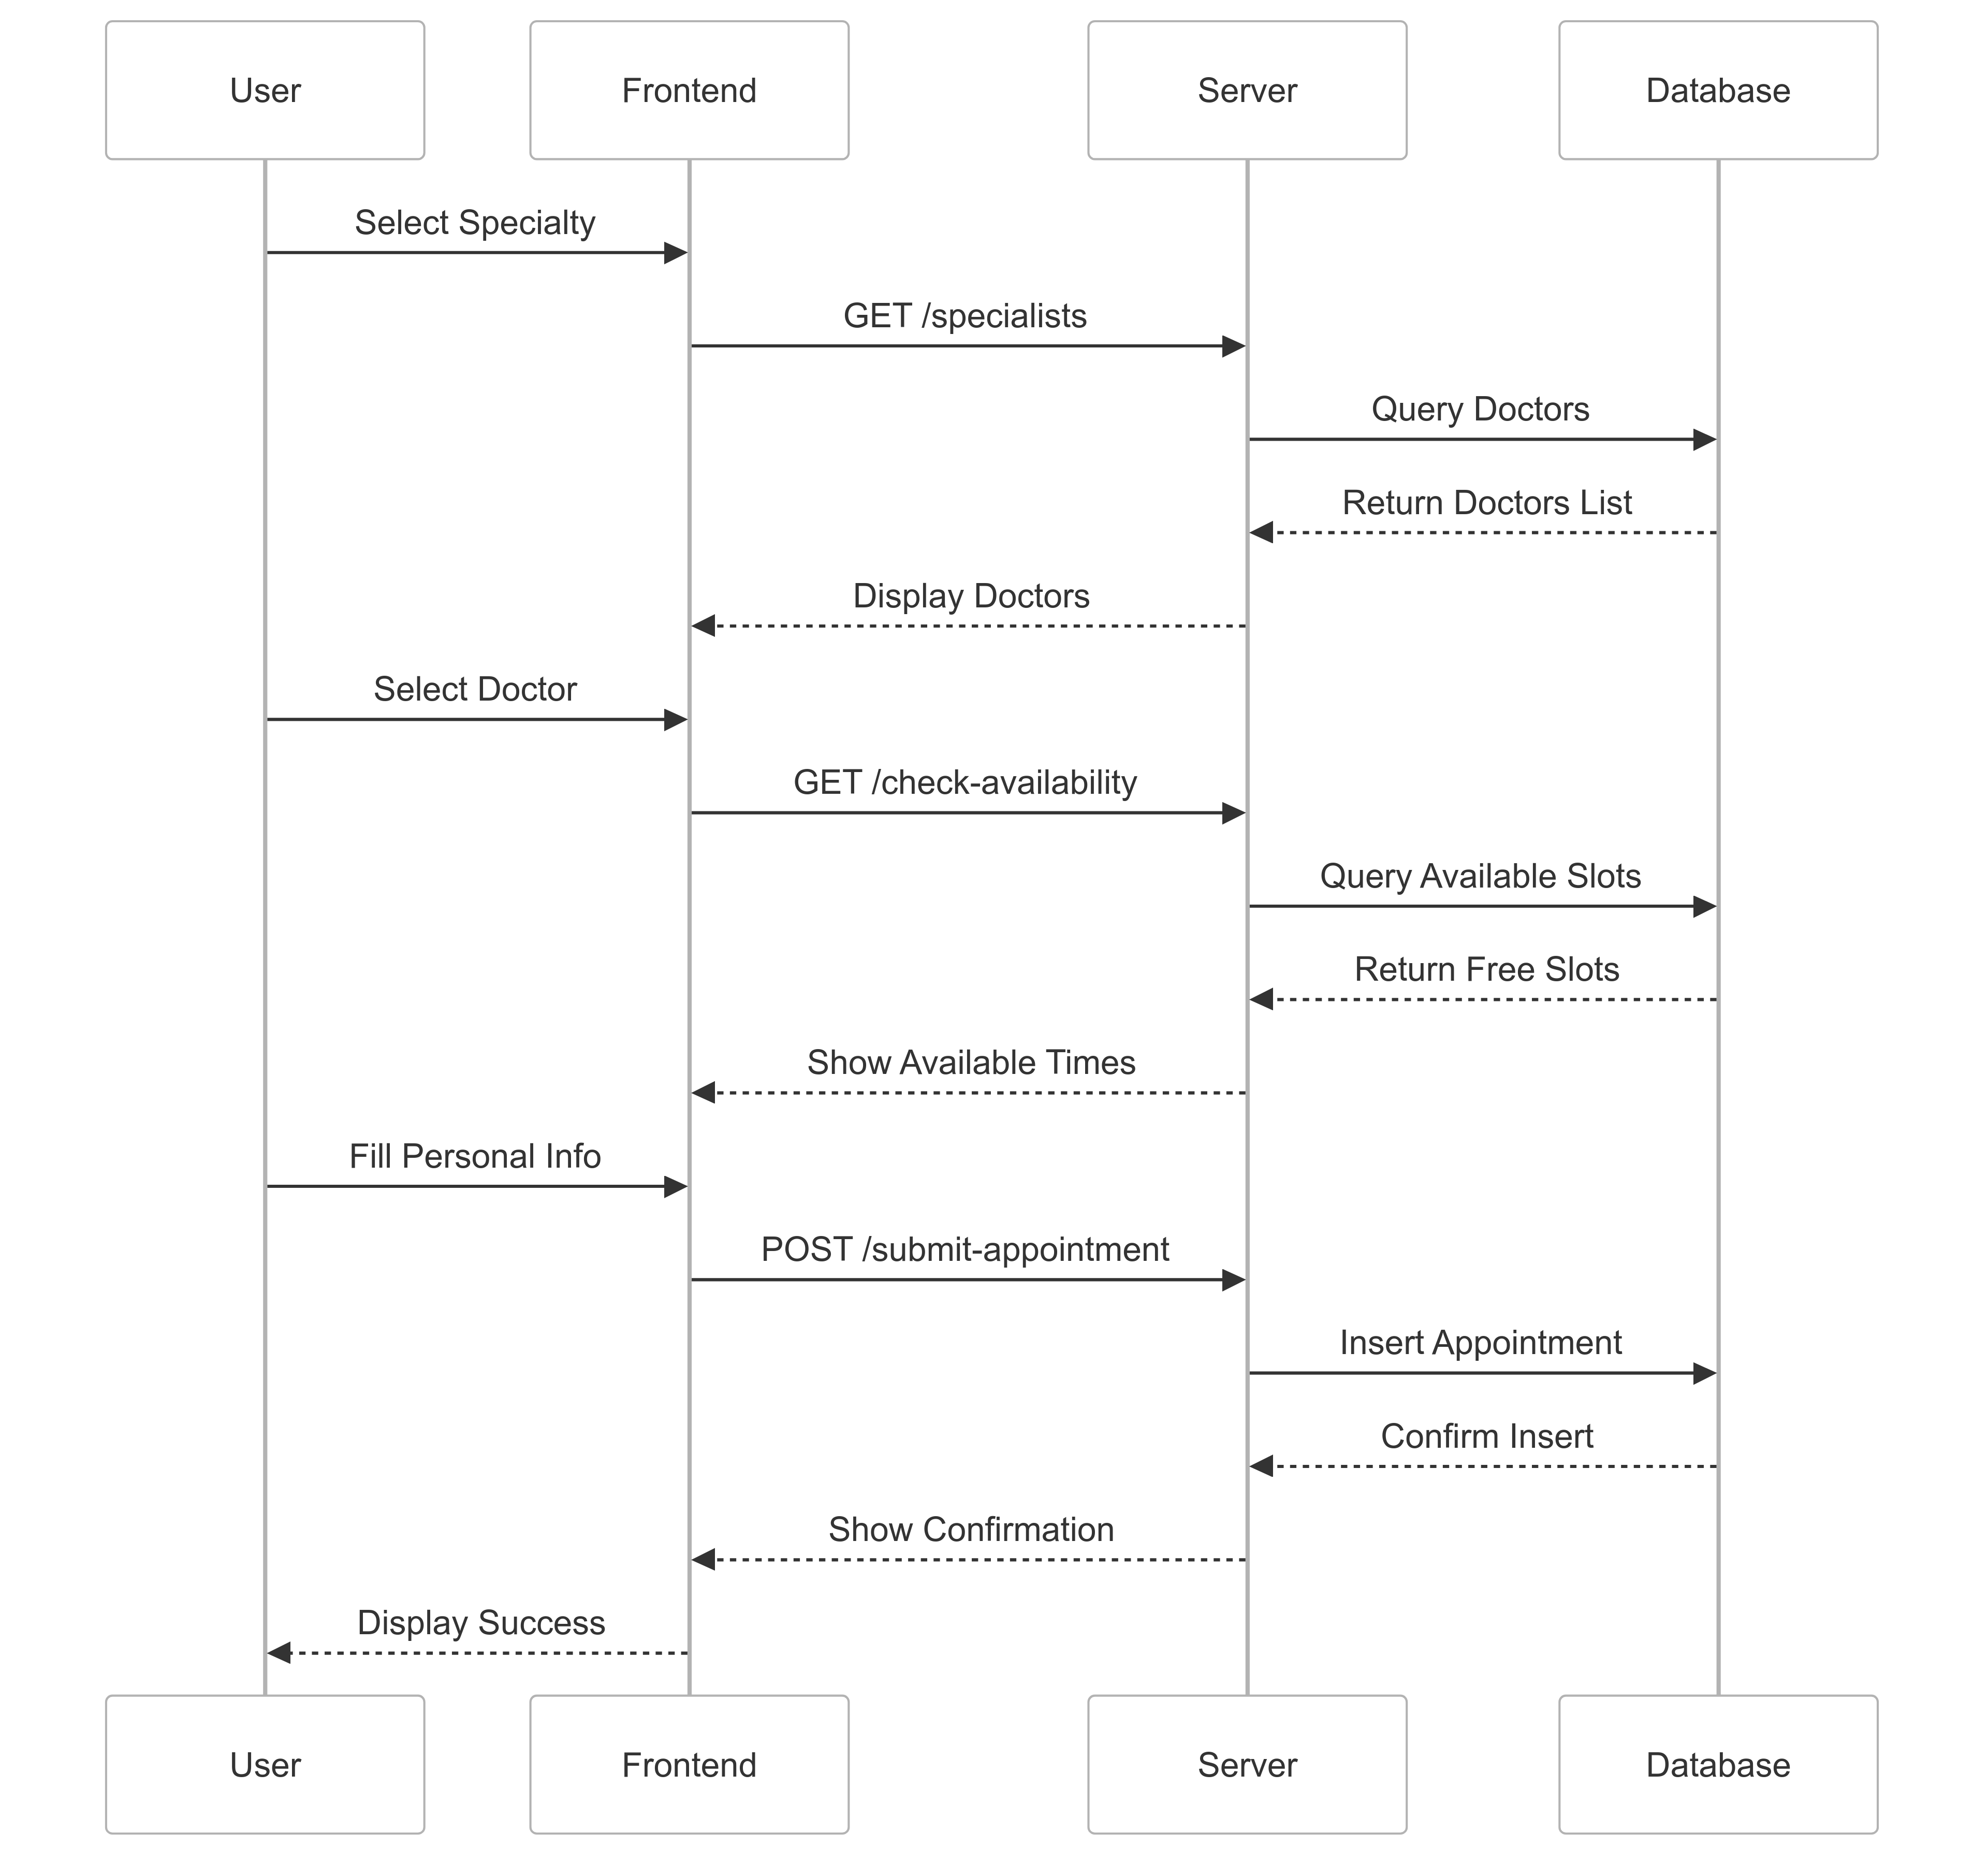 User
Frontend
Server
Database
Select Specialty
GET /specialists
Query Doctors
Return Doctors List
Display Doctors
Select Doctor
GET /check-availability
Query Available Slots
Return Free Slots
Show Available Times
Fill Personal Info
POST /submit-appointment
Insert Appointment
Confirm Insert
Show Confirmation
Display Success
User
Frontend
Server
Database